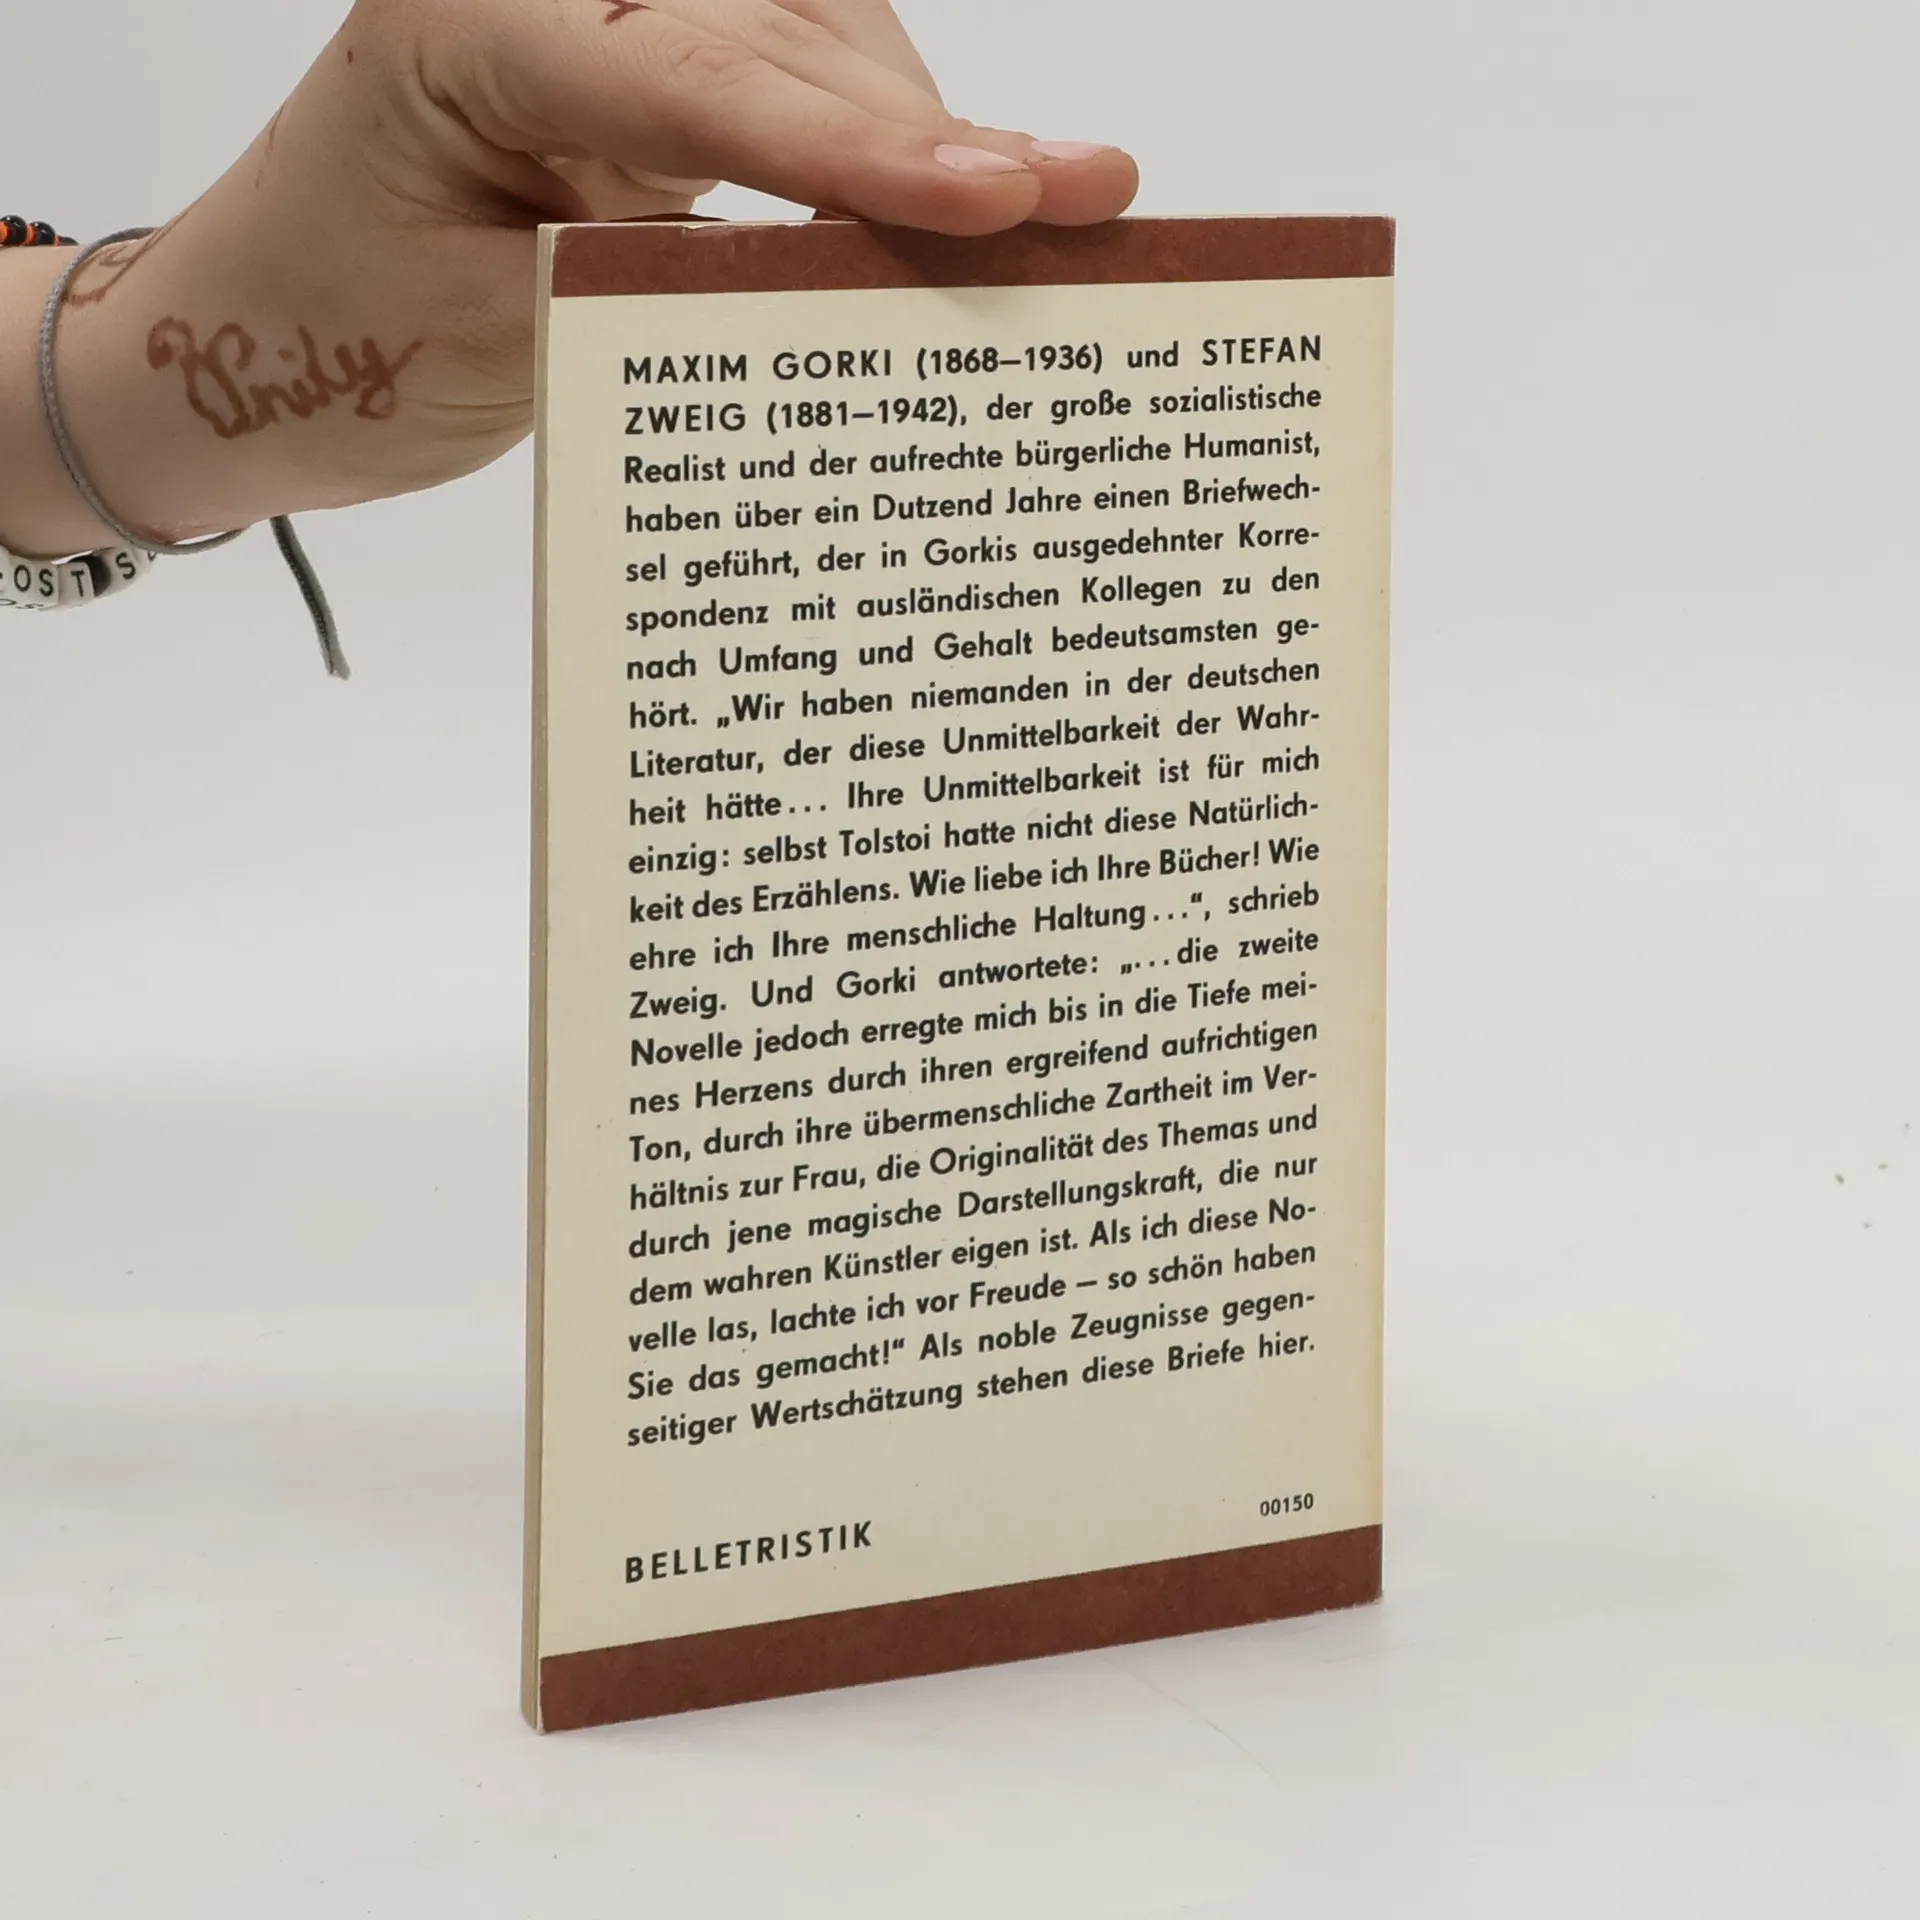 OST S
MAXIM GORKI (1868–1936) und STEFAN
ZWEIG (1881–1942), der große sozialistische
Realist und der aufrechte bürgerliche Humanist,
haben über ein Dutzend Jahre einen Briefwech-
sel geführt, der in Gorkis ausgedehnter Korre-
spondenz mit ausländischen Kollegen zu den
nach Umfang und Gehalt bedeutsamsten ge-
hört. „Wir haben niemanden in der deutschen
Literatur, der diese Unmittelbarkeit der Wahr-
heit hätte... Ihre Unmittelbarkeit ist für mich
einzig: selbst Tolstoi hatte nicht diese Natürlich-
keit des Erzählens. Wie liebe ich Ihre Bücher! Wie
ehre ich Ihre menschliche Haltung...“, schrieb
Zweig. Und Gorki antwortete: „...die zweite
Novelle jedoch erregte mich bis in die Tiefe mei-
nes Herzens durch ihren ergreifend aufrichtigen
Ton, durch ihre übermenschliche Zartheit im Ver-
hältnis zur Frau, die Originalität des Themas und
durch jene magische Darstellungskraft, die nur
dem wahren Künstler eigen ist. Als ich diese No-
velle las, lachte ich vor Freude – so schön haben
Sie das gemacht!“ Als noble Zeugnisse gegen-
seitiger Wertschätzung stehen diese Briefe hier.
00150
BELLETRISTIK